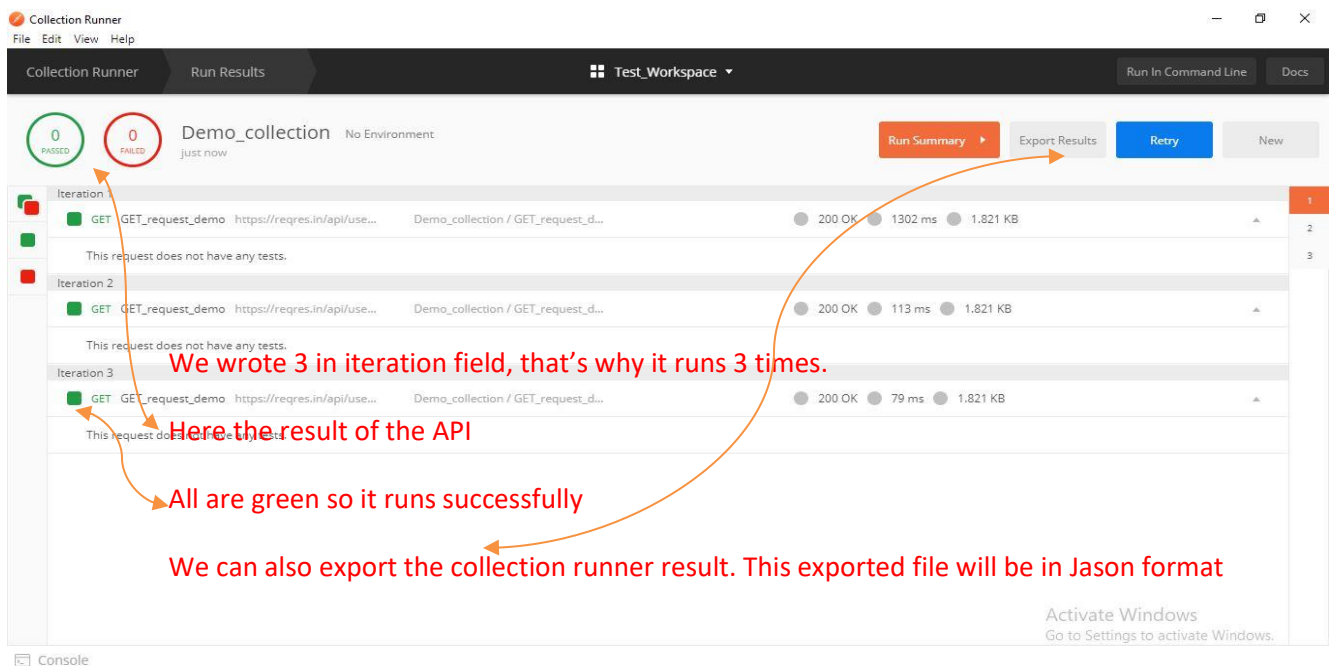 Collection Runner
File Edit View Help
Collection Runner Run Results Test_Workspace Run In Command Line Docs
0 PASSED 0 FAILED Demo_collection No Environment Run Summary Export Results Retry New
just now
Iteration 1 1
GET GET_request_demo https://reqres.in/api/use... Demo_collection / GET_request_d... 200 OK 1302 ms 1.821 KB
2
This request does not have any tests. 3
Iteration 2
GET GET_request_demo https://reqres.in/api/use... Demo_collection / GET_request_d... 200 OK 113 ms 1.821 KB
This request does not have any tests.
We wrote 3 in iteration field, that’s why it runs 3 times.
Iteration 3
GET GET_request_demo https://reqres.in/api/use... Demo_collection / GET_request_d... 200 OK 79 ms 1.821 KB
This request does not have any tests.
Here the result of the API
All are green so it runs successfully
We can also export the collection runner result. This exported file will be in Jason format
Activate Windows
Go to Settings to activate Windows.
Console